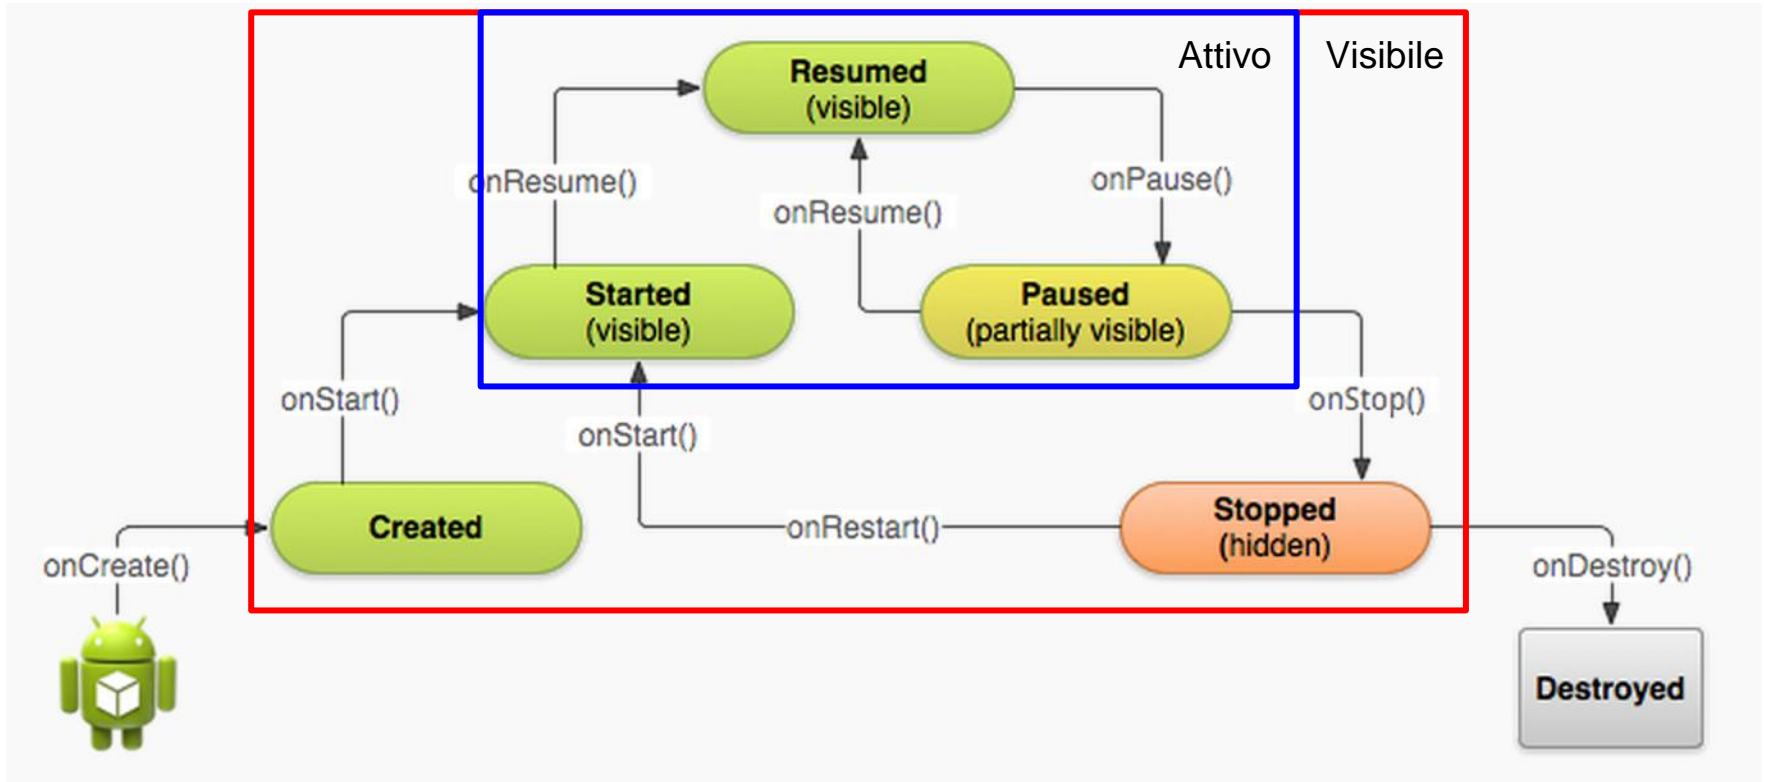 Attivo
Visibile
Resumed
(visible)
onResume()
onPause()
onResume()
Started
(visible)
Paused
(partially visible)
onStart()
onStop()
onStart()
Created
onRestart()
Stopped
(hidden)
onCreate()
onDestroy()
Destroyed